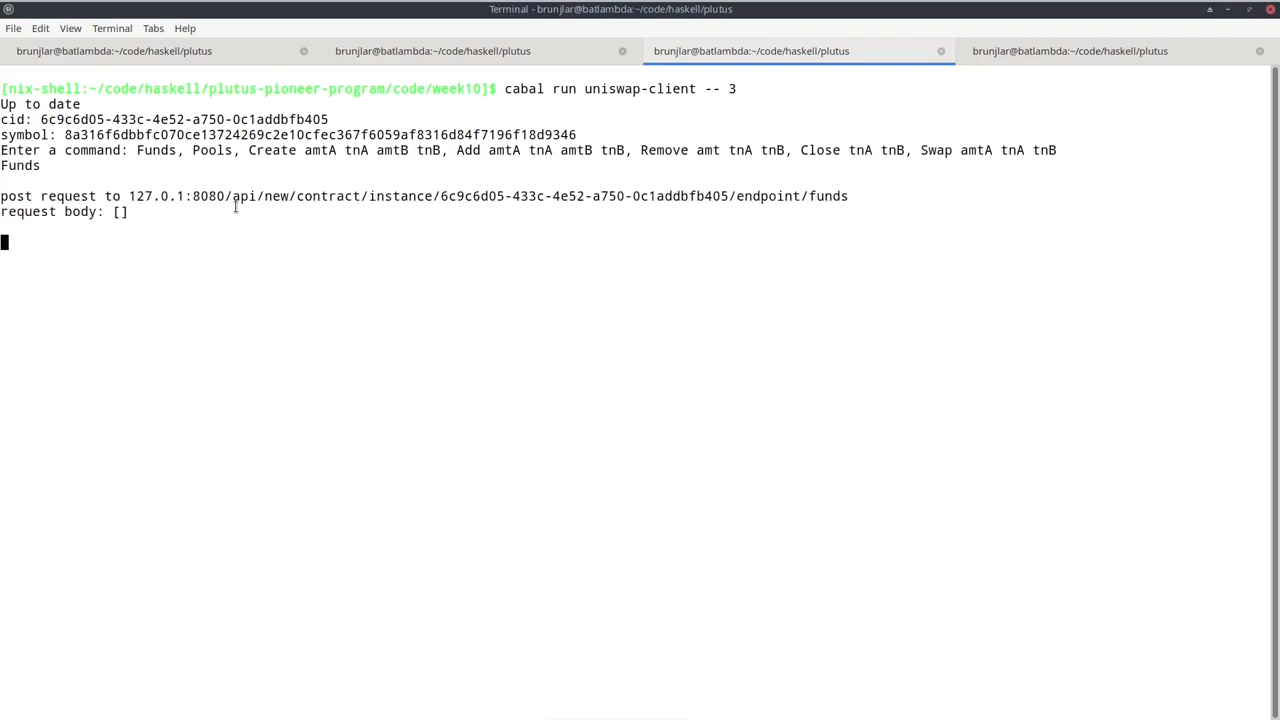 Terminal - brunjlar@batlambda:~/code/haskell/plutus
File Edit View Terminal Tabs Help
brunjlar@batlambda:~/code/haskell/plutus brunjlar@batlambda:~/code/haskell/plutus brunjlar@batlambda:~/code/haskell/plutus brunjlar@batlambda:~/code/haskell/plutus
[nix-shell:~/code/haskell/plutus-pioneer-program/code/week10]$ cabal run uniswap-client -- 3
Up to date
cid: 6c9c6d05-433c-4e52-a750-0c1addbfb405
symbol: 8a316f6dbbfc070ce13724269c2e10cfec367f6059af8316d84f7196f18d9346
Enter a command: Funds, Pools, Create amtA tnA amtB tnB, Add amtA tnA amtB tnB, Remove amt tnA tnB, Close tnA tnB, Swap amtA tnA tnB
Funds
post request to 127.0.1:8080/api/new/contract/instance/6c9c6d05-433c-4e52-a750-0c1addbfb405/endpoint/funds
request body: []